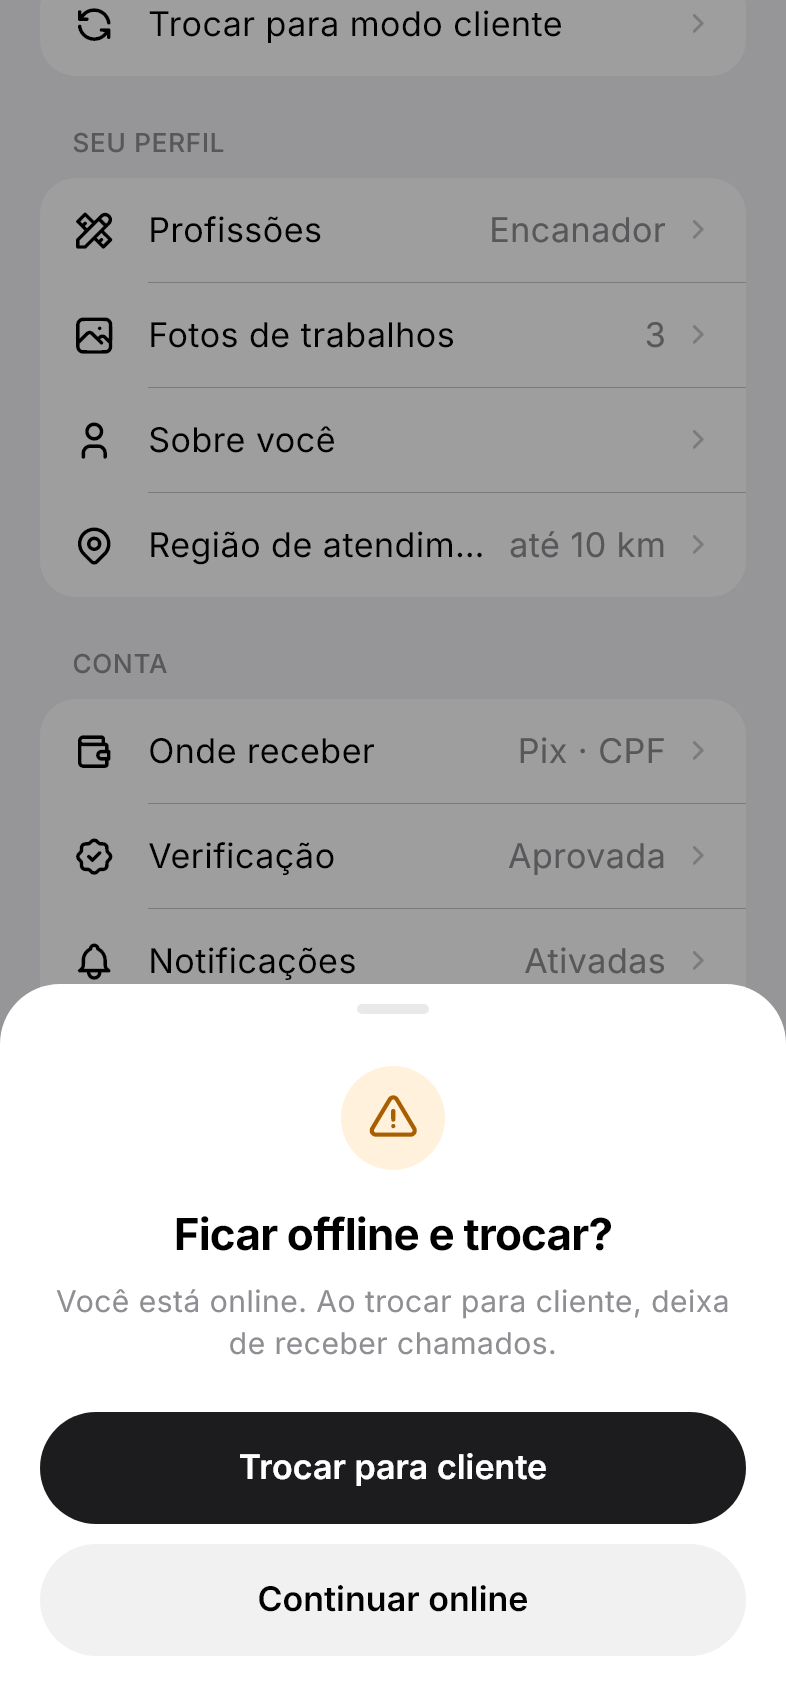 Trocar para modo cliente
SEU PERFIL
Profissões Encanador
Fotos de trabalhos 3
Sobre você
Região de atendim... até 10 km
CONTA
Onde receber Pix · CPF
Verificação Aprovada
Notificações Ativadas
Ficar offline e trocar?
Você está online. Ao trocar para cliente, deixa
de receber chamados.
Trocar para cliente
Continuar online